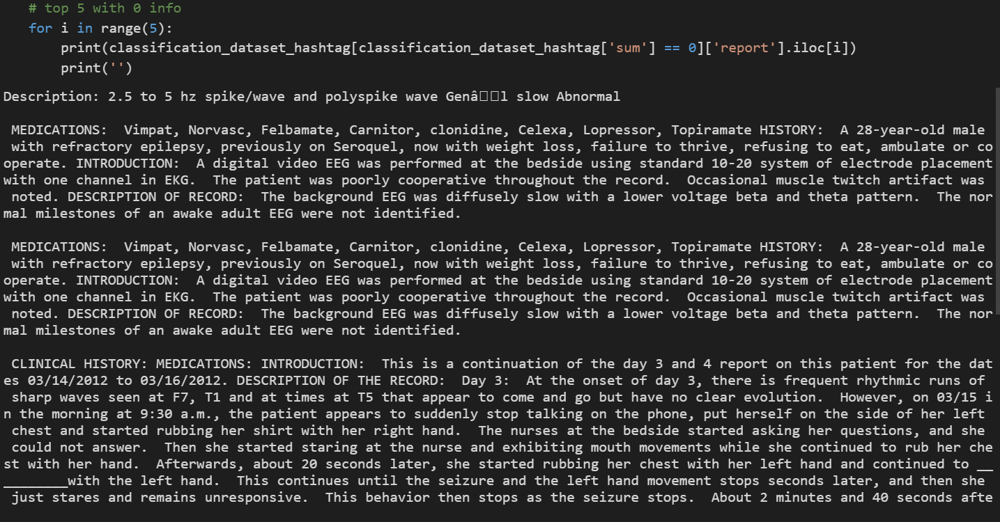 # top 5 with 0 info
for i in range(5):
    print(classification_dataset_hashtag[classification_dataset_hashtag['sum'] == 0]['report'].iloc[i])
    print('')
Description: 2.5 to 5 hz spike/wave and polyspike wave Genâ□□l slow Abnormal
 MEDICATIONS:  Vimpat, Norvasc, Felbamate, Carnitor, clonidine, Celexa, Lopressor, Topiramate HISTORY:  A 28-year-old male
 with refractory epilepsy, previously on Seroquel, now with weight loss, failure to thrive, refusing to eat, ambulate or co
operate. INTRODUCTION:  A digital video EEG was performed at the bedside using standard 10-20 system of electrode placement
with one channel in EKG.  The patient was poorly cooperative throughout the record.  Occasional muscle twitch artifact was
 noted. DESCRIPTION OF RECORD:  The background EEG was diffusely slow with a lower voltage beta and theta pattern.  The nor
mal milestones of an awake adult EEG were not identified.
 MEDICATIONS:  Vimpat, Norvasc, Felbamate, Carnitor, clonidine, Celexa, Lopressor, Topiramate HISTORY:  A 28-year-old male
 with refractory epilepsy, previously on Seroquel, now with weight loss, failure to thrive, refusing to eat, ambulate or co
operate. INTRODUCTION:  A digital video EEG was performed at the bedside using standard 10-20 system of electrode placement
with one channel in EKG.  The patient was poorly cooperative throughout the record.  Occasional muscle twitch artifact was
 noted. DESCRIPTION OF RECORD:  The background EEG was diffusely slow with a lower voltage beta and theta pattern.  The nor
mal milestones of an awake adult EEG were not identified.
 CLINICAL HISTORY: MEDICATIONS: INTRODUCTION:  This is a continuation of the day 3 and 4 report on this patient for the dat
es 03/14/2012 to 03/16/2012. DESCRIPTION OF THE RECORD:  Day 3:  At the onset of day 3, there is frequent rhythmic runs of
 sharp waves seen at F7, T1 and at times at T5 that appear to come and go but have no clear evolution.  However, on 03/15 i
n the morning at 9:30 a.m., the patient appears to suddenly stop talking on the phone, put herself on the side of her left
 chest and started rubbing her shirt with her right hand.  The nurses at the bedside started asking her questions, and she
 could not answer.  Then she started staring at the nurse and exhibiting mouth movements while she continued to rub her che
st with her hand.  Afterwards, about 20 seconds later, she started rubbing her chest with her left hand and continued to __
________with the left hand.  This continues until the seizure and the left hand movement stops seconds later, and then she
 just stares and remains unresponsive.  This behavior then stops as the seizure stops.  About 2 minutes and 40 seconds afte